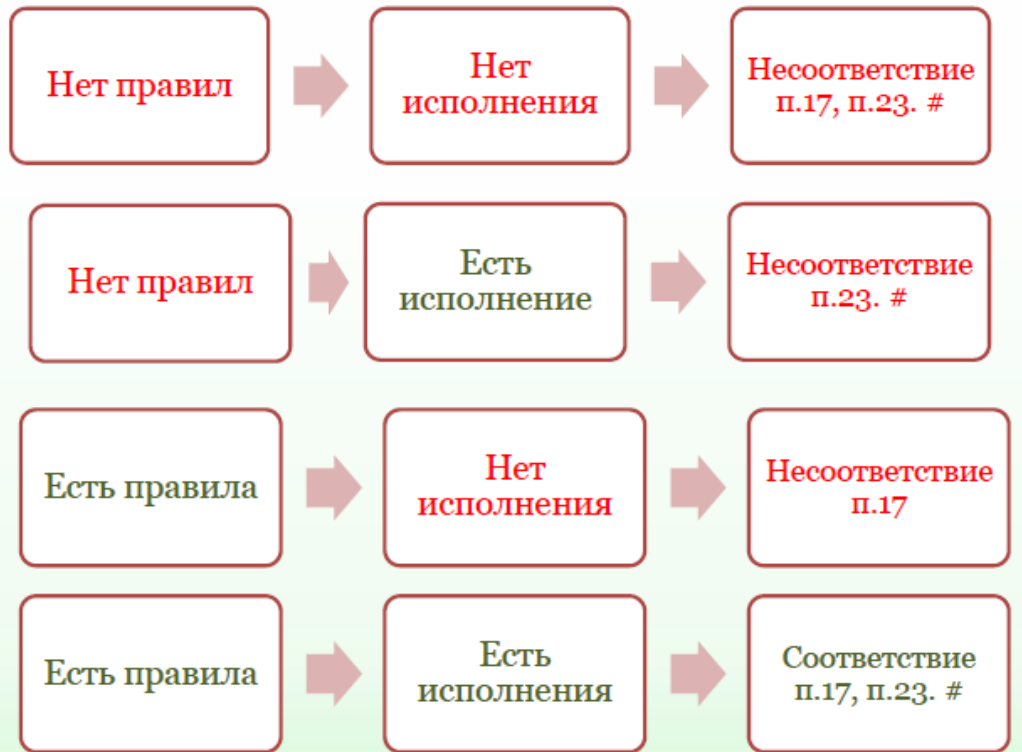 Нет правил
Нет
исполнения
Несоответствие
п.17, п.23. #
Нет правил
Есть
исполнение
Несоответствие
п.23. #
Есть правила
Нет
исполнения
Несоответствие
п.17
Есть правила
Есть
исполнения
Соответствие
п.17, п.23. #